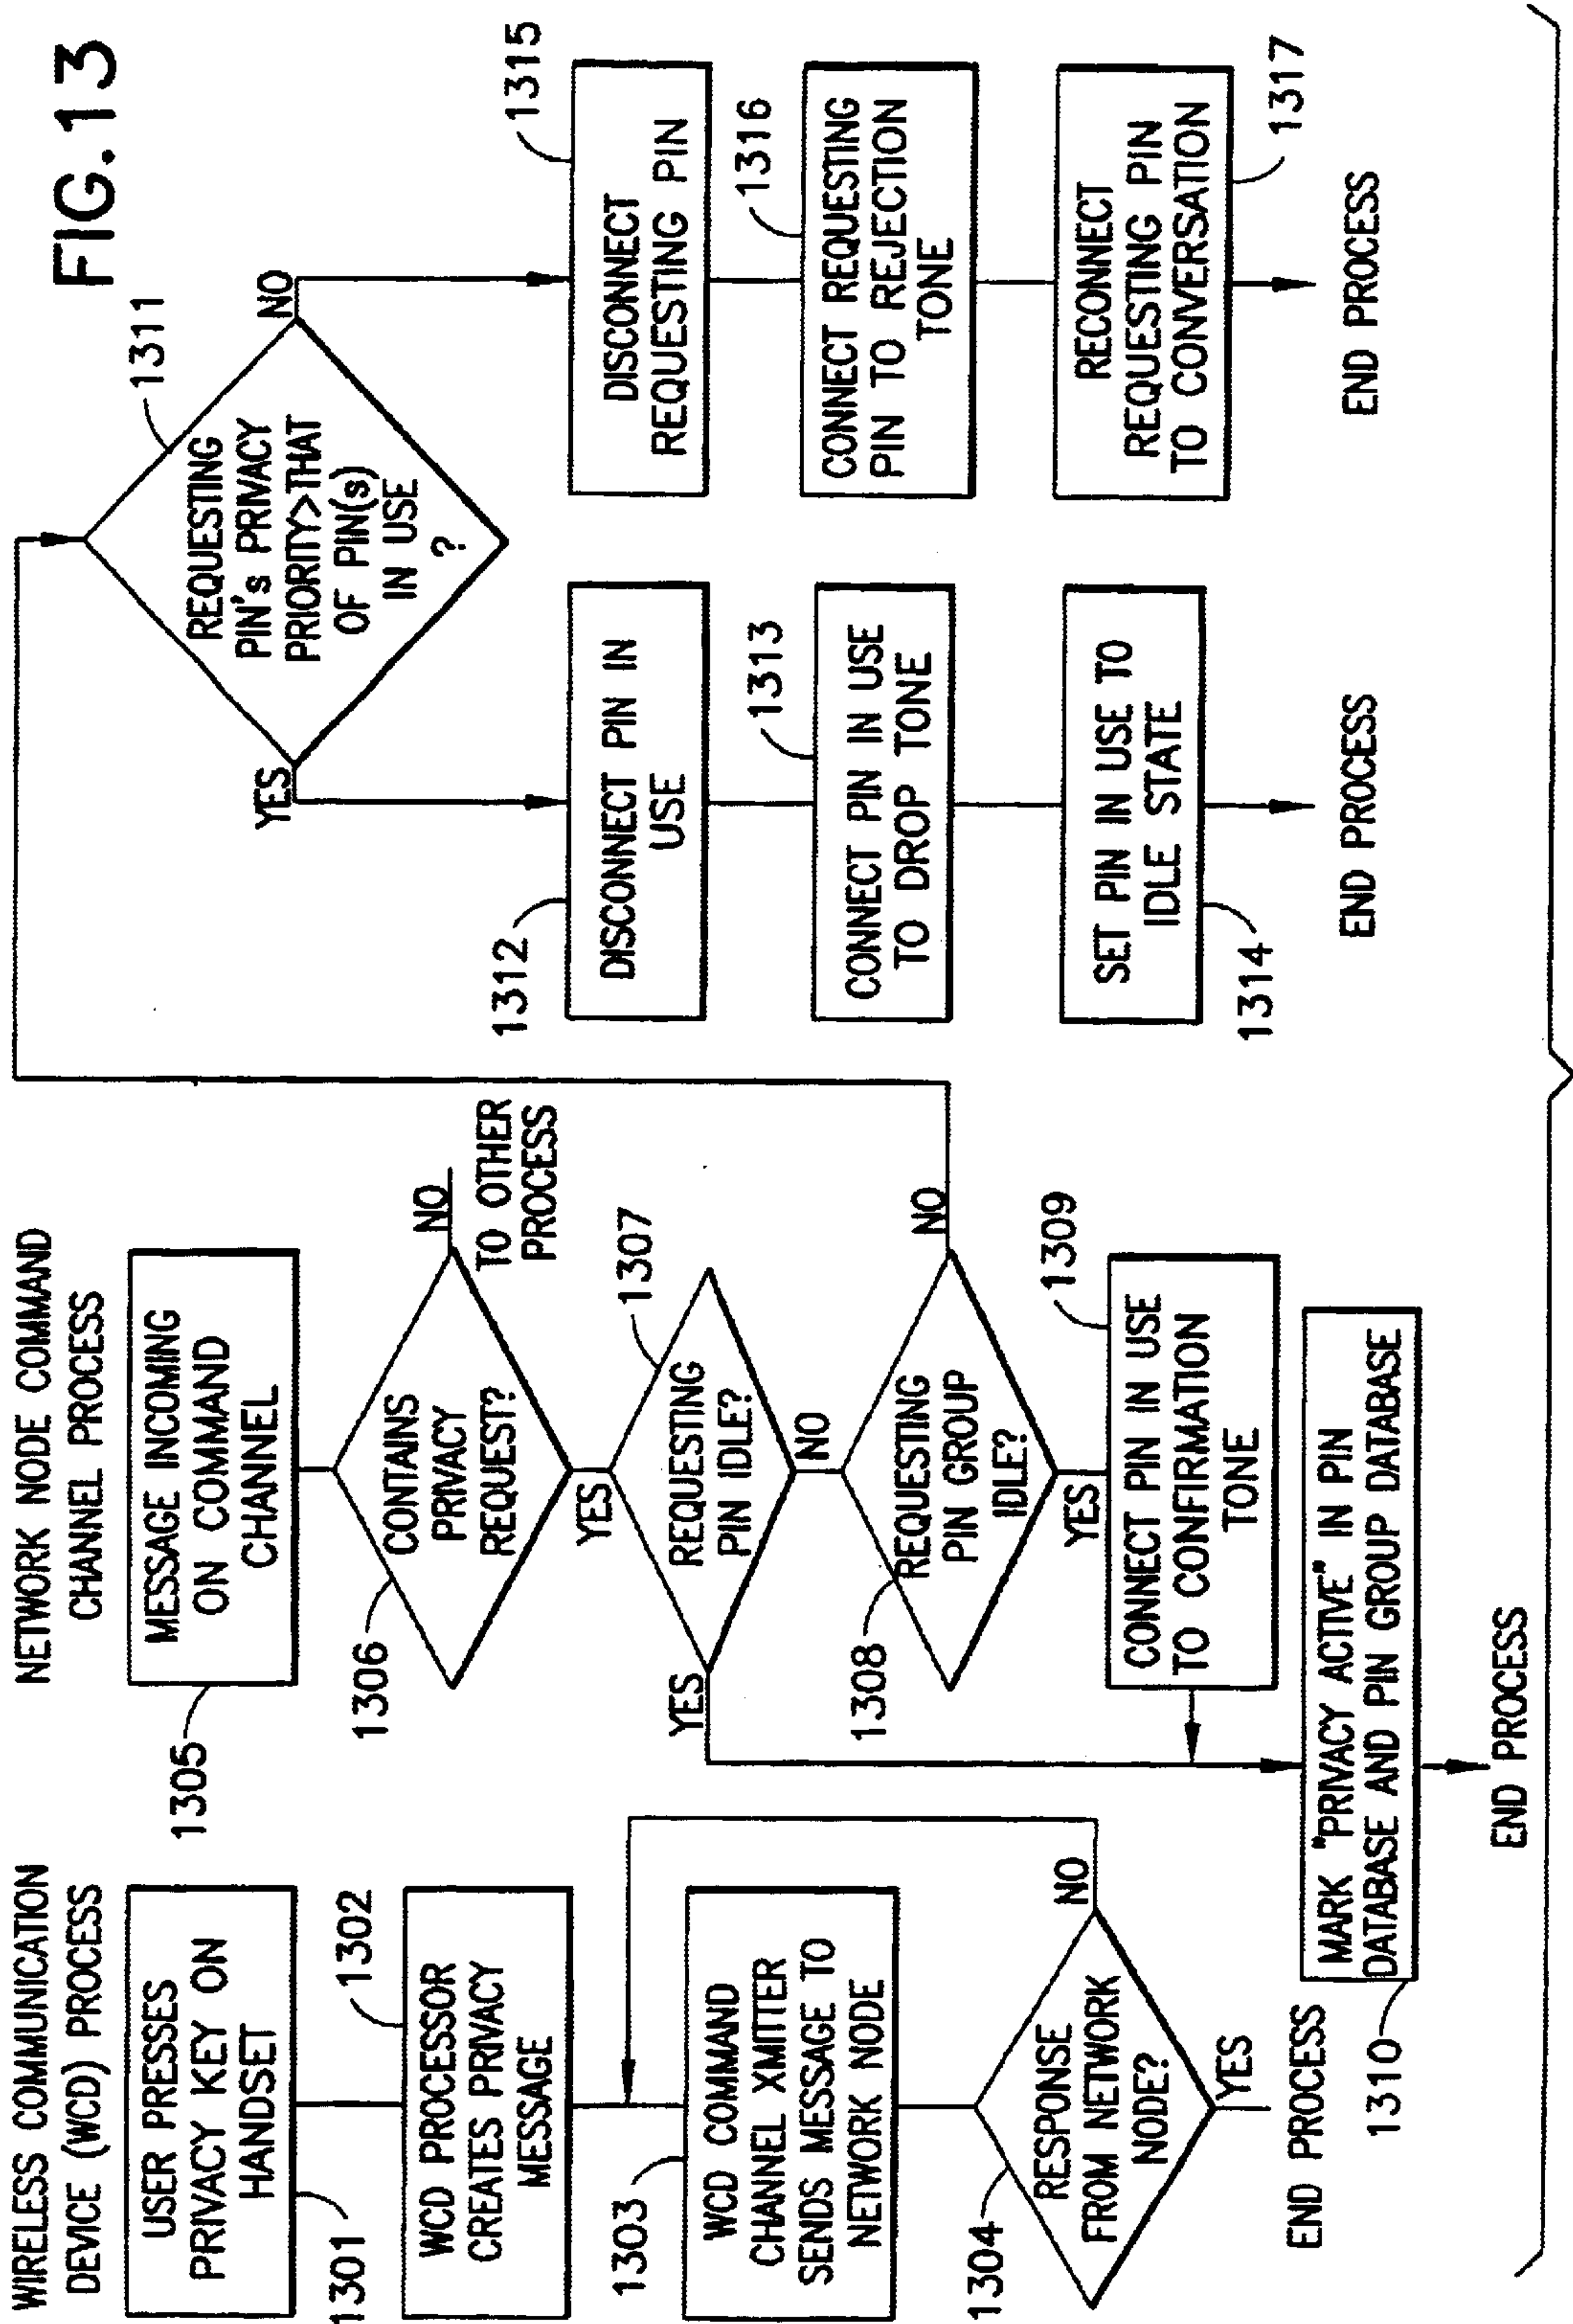 FIG.13
WIRELESS COMMUNICATION
DEVICE (WCD) PROCESS
USER PRESSES
PRIVACY KEY ON
HANDSET
1301
WCD PROCESSOR
CREATES PRIVACY
MESSAGE
1302
WCD COMMAND
CHANNEL XMITTER
SENDS MESSAGE TO
NETWORK NODE
1303
RESPONSE
FROM NETWORK
NODE?
1304
NO
YES
END PROCESS
NETWORK NODE COMMAND
CHANNEL PROCESS
MESSAGE INCOMING
ON COMMAND
CHANNEL
1305
CONTAINS
PRIVACY
REQUEST?
1306
NO
TO OTHER
PROCESS
YES
REQUESTING
PIN IDLE?
1307
YES
NO
REQUESTING
PIN GROUP
IDLE?
1308
NO
YES
CONNECT PIN IN USE
TO CONFIRMATION
TONE
1309
MARK "PRIVACY ACTIVE" IN PIN
DATABASE AND PIN GROUP DATABASE
1310
END PROCESS
REQUESTING
PIN's PRIVACY
PRIORITY>THAT
OF PIN(s)
IN USE
?
1311
YES
NO
DISCONNECT PIN IN
USE
1312
CONNECT PIN IN USE
TO DROP TONE
1313
SET PIN IN USE TO
IDLE STATE
1314
END PROCESS
DISCONNECT
REQUESTING PIN
1315
CONNECT REQUESTING
PIN TO REJECTION
TONE
1316
RECONNECT
REQUESTING PIN
TO CONVERSATION
1317
END PROCESS